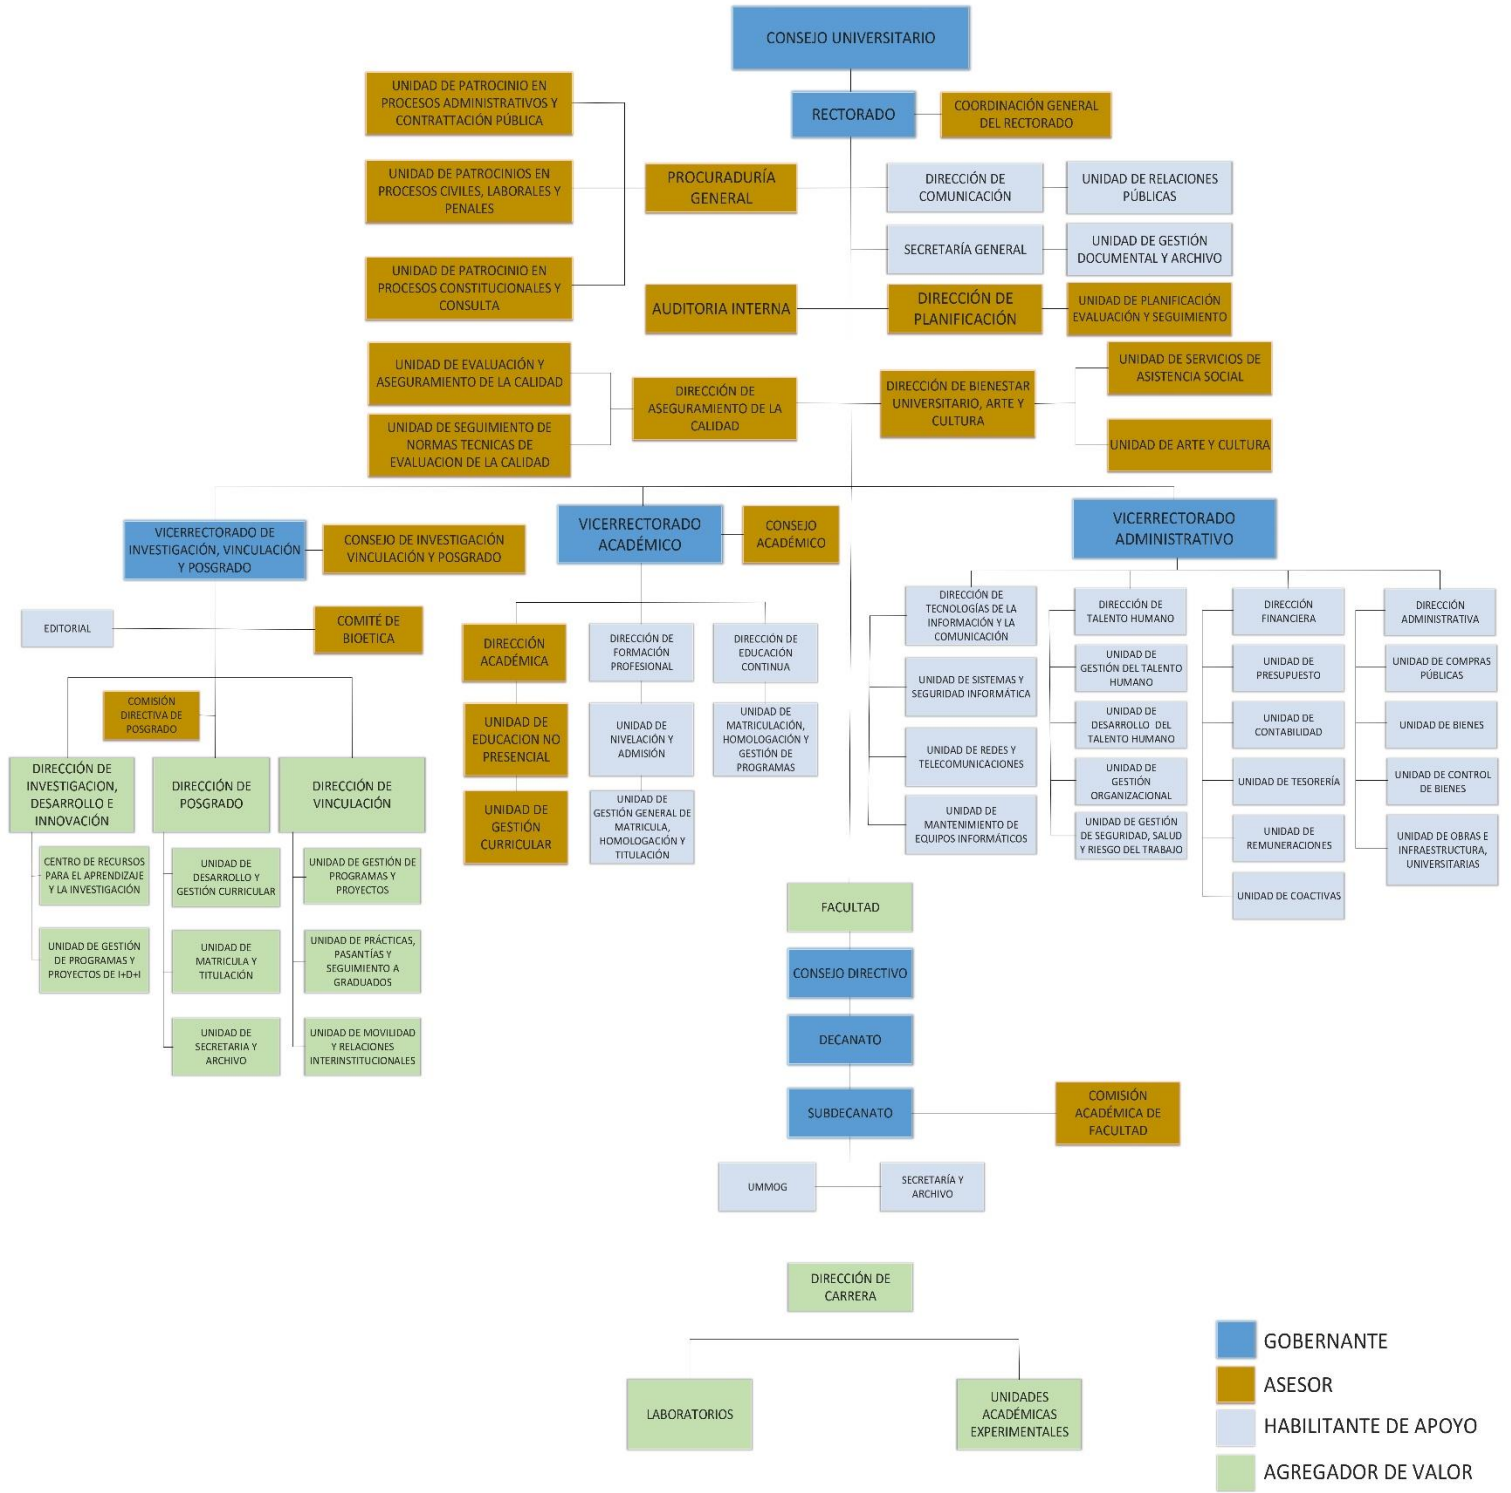 CONSEJO UNIVERSITARIO
RECTORADO
COORDINACIÓN GENERAL
DEL RECTORADO
UNIDAD DE PATROCINIO EN
PROCESOS ADMINISTRATIVOS Y
CONTRATTACIÓN PÚBLICA
UNIDAD DE PATROCINIOS EN
PROCESOS CIVILES, LABORALES Y
PENALES
PROCURADURÍA
GENERAL
DIRECCIÓN DE
COMUNICACIÓN
UNIDAD DE RELACIONES
PÚBLICAS
SECRETARÍA GENERAL
UNIDAD DE GESTIÓN
DOCUMENTAL Y ARCHIVO
UNIDAD DE PATROCINIO EN
PROCESOS CONSTITUCIONALES Y
CONSULTA
AUDITORIA INTERNA
DIRECCIÓN DE
PLANIFICACIÓN
UNIDAD DE PLANIFICACIÓN
EVALUACIÓN Y SEGUIMIENTO
UNIDAD DE EVALUACIÓN Y
ASEGURAMIENTO DE LA CALIDAD
UNIDAD DE SEGUIMIENTO DE
NORMAS TECNICAS DE
EVALUACION DE LA CALIDAD
DIRECCIÓN DE
ASEGURAMIENTO DE LA
CALIDAD
DIRECCIÓN DE BIENESTAR
UNIVERSITARIO, ARTE Y
CULTURA
UNIDAD DE SERVICIOS DE
ASISTENCIA SOCIAL
UNIDAD DE ARTE Y CULTURA
VICERRECTORADO DE
INVESTIGACIÓN, VINCULACIÓN
Y POSGRADO
CONSEJO DE INVESTIGACIÓN
VINCULACIÓN Y POSGRADO
VICERRECTORADO
ACADÉMICO
CONSEJO
ACADÉMICO
VICERRECTORADO
ADMINISTRATIVO
EDITORIAL
COMITÉ DE
BIOETICA
COMISIÓN
DIRECTIVA DE
POSGRADO
DIRECCIÓN DE
INVESTIGACION,
DESARROLLO E
INNOVACIÓN
CENTRO DE RECURSOS
PARA EL APRENDIZAJE
Y LA INVESTIGACIÓN
UNIDAD DE GESTIÓN
DE PROGRAMAS Y
PROYECTOS DE I+D+I
DIRECCIÓN DE
POSGRADO
UNIDAD DE
DESARROLLO Y
GESTIÓN CURRICULAR
UNIDAD DE
MATRICULA Y
TITULACIÓN
UNIDAD DE
SECRETARIA Y
ARCHIVO
DIRECCIÓN DE
VINCULACIÓN
UNIDAD DE GESTIÓN DE
PROGRAMAS Y
PROYECTOS
UNIDAD DE PRÁCTICAS,
PASANTÍAS Y
SEGUIMIENTO A
GRADUADOS
UNIDAD DE MOVILIDAD
Y RELACIONES
INTERINSTITUCIONALES
DIRECCIÓN
ACADÉMICA
UNIDAD DE
EDUCACION NO
PRESENCIAL
UNIDAD DE
GESTIÓN
CURRICULAR
DIRECCIÓN DE
FORMACIÓN
PROFESIONAL
UNIDAD DE
NIVELACIÓN Y
ADMISIÓN
UNIDAD DE
GESTIÓN GENERAL DE
MATRICULA,
HOMOLOGACIÓN Y
TITULACIÓN
DIRECCIÓN DE
EDUCACIÓN
CONTINUA
UNIDAD DE
MATRICULACIÓN,
HOMOLOGACIÓN Y
GESTIÓN DE
PROGRAMAS
DIRECCIÓN DE
TECNOLOGÍAS DE LA
INFORMACIÓN Y LA
COMUNICACIÓN
UNIDAD DE SISTEMAS Y
SEGURIDAD INFORMÁTICA
UNIDAD DE REDES Y
TELECOMUNICACIONES
UNIDAD DE
MANTENIMIENTO DE
EQUIPOS INFORMÁTICOS
DIRECCIÓN DE
TALENTO HUMANO
UNIDAD DE
GESTIÓN DEL TALENTO
HUMANO
UNIDAD DE
DESARROLLO DEL
TALENTO HUMANO
UNIDAD DE
GESTIÓN
ORGANIZACIONAL
UNIDAD DE GESTIÓN
DE SEGURIDAD, SALUD
Y RIESGO DEL TRABAJO
DIRECCIÓN
FINANCIERA
UNIDAD DE
PRESUPUESTO
UNIDAD DE
CONTABILIDAD
UNIDAD DE TESORERÍA
UNIDAD DE
REMUNERACIONES
UNIDAD DE COACTIVAS
DIRECCIÓN
ADMINISTRATIVA
UNIDAD DE COMPRAS
PÚBLICAS
UNIDAD DE BIENES
UNIDAD DE CONTROL
DE BIENES
UNIDAD DE OBRAS E
INFRAESTRUCTURA,
UNIVERSITARIAS
FACULTAD
CONSEJO DIRECTIVO
DECANATO
SUBDECANATO
COMISIÓN
ACADÉMICA DE
FACULTAD
UMMOG
SECRETARÍA Y
ARCHIVO
DIRECCIÓN DE
CARRERA
LABORATORIOS
UNIDADES
ACADÉMICAS
EXPERIMENTALES
GOBERNANTE
ASESOR
HABILITANTE DE APOYO
AGREGADOR DE VALOR